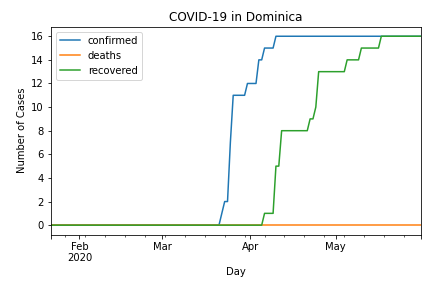 COVID-19 in Dominica
confirmed
deaths
recovered
Number of Cases
16
14
12
10
8
6
4
2
0
Feb
2020
Mar
Apr
May
Day